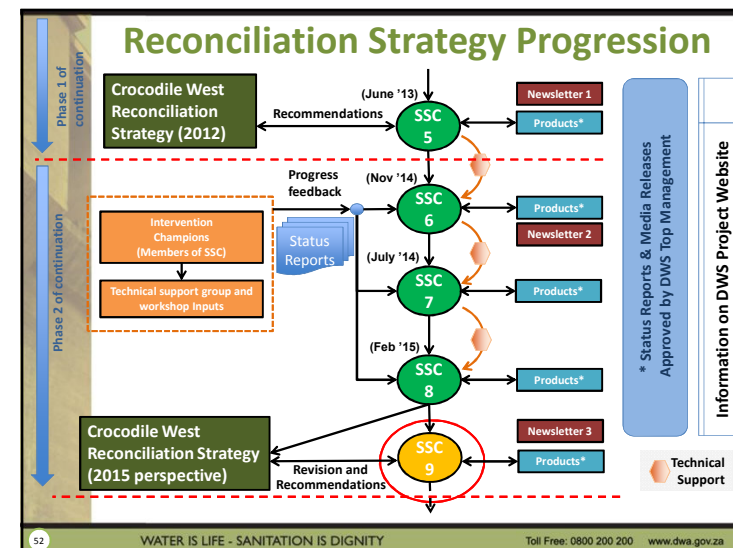 Reconciliation Strategy Progression
Phase 1 of
continuation
Crocodile West
Reconciliation
Strategy (2012)
Recommendations
(June ’13)
SSC
5
Newsletter 1
Products*
Phase 2 of continuation
Progress
feedback
(Nov ’14)
SSC
6
Products*
Newsletter 2
Intervention
Champions
(Members of SSC)
Technical support group and
workshop Inputs
Status
Reports
(July ’14)
SSC
7
Products*
(Feb ’15)
SSC
8
Products*
Crocodile West
Reconciliation Strategy
(2015 perspective)
Revision and
Recommendations
SSC
9
Newsletter 3
Products*
* Status Reports & Media Releases
Approved by DWS Top Management
Information on DWS Project Website
Technical
Support
52
WATER IS LIFE - SANITATION IS DIGNITY
Toll Free: 0800 200 200 www.dwa.gov.za